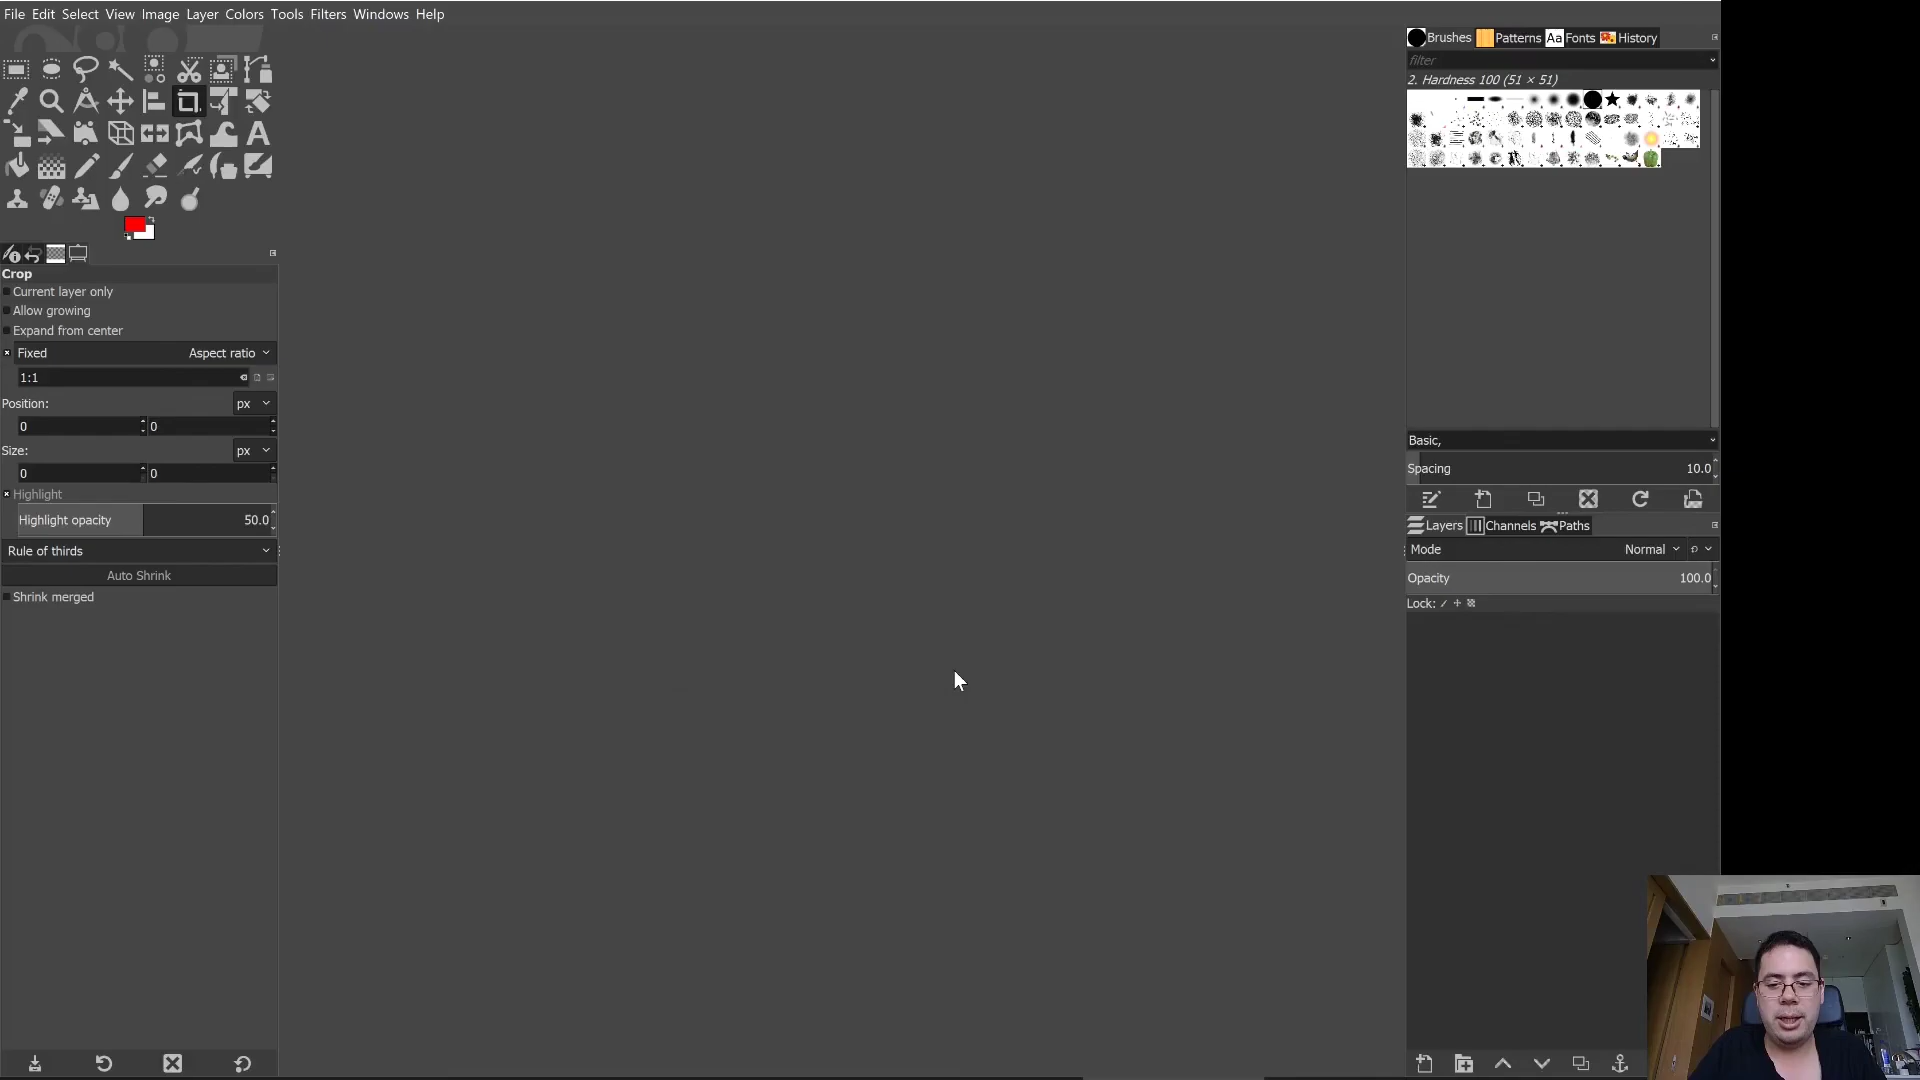 File Edit Select View Image Layer Colors Tools Filters Windows Help
Brushes Patterns Aa Fonts History
filter
2. Hardness 100 (51 × 51)
A
Crop
Current layer only
Allow growing
Expand from center
Fixed Aspect ratio
1:1
Position: px
0 0
Size: px
0 0
Highlight
Highlight opacity 50.0
Rule of thirds
Auto Shrink
Shrink merged
Basic,
Spacing 10.0
Layers Channels Paths
Mode Normal
Opacity 100.0
Lock: